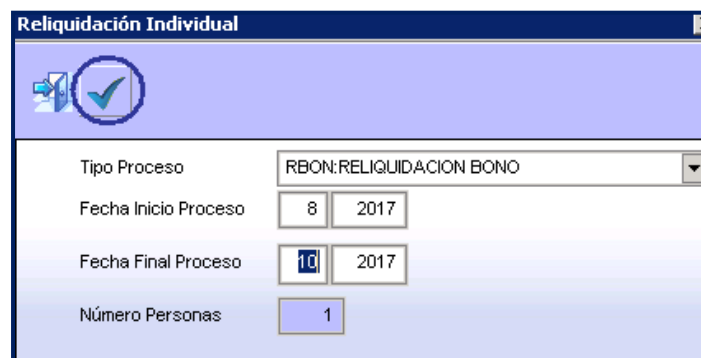 Reliquidación Individual
Tipo Proceso RBON:RELIQUIDACION BONO
Fecha Inicio Proceso 8 2017
Fecha Final Proceso 10 2017
Número Personas 1